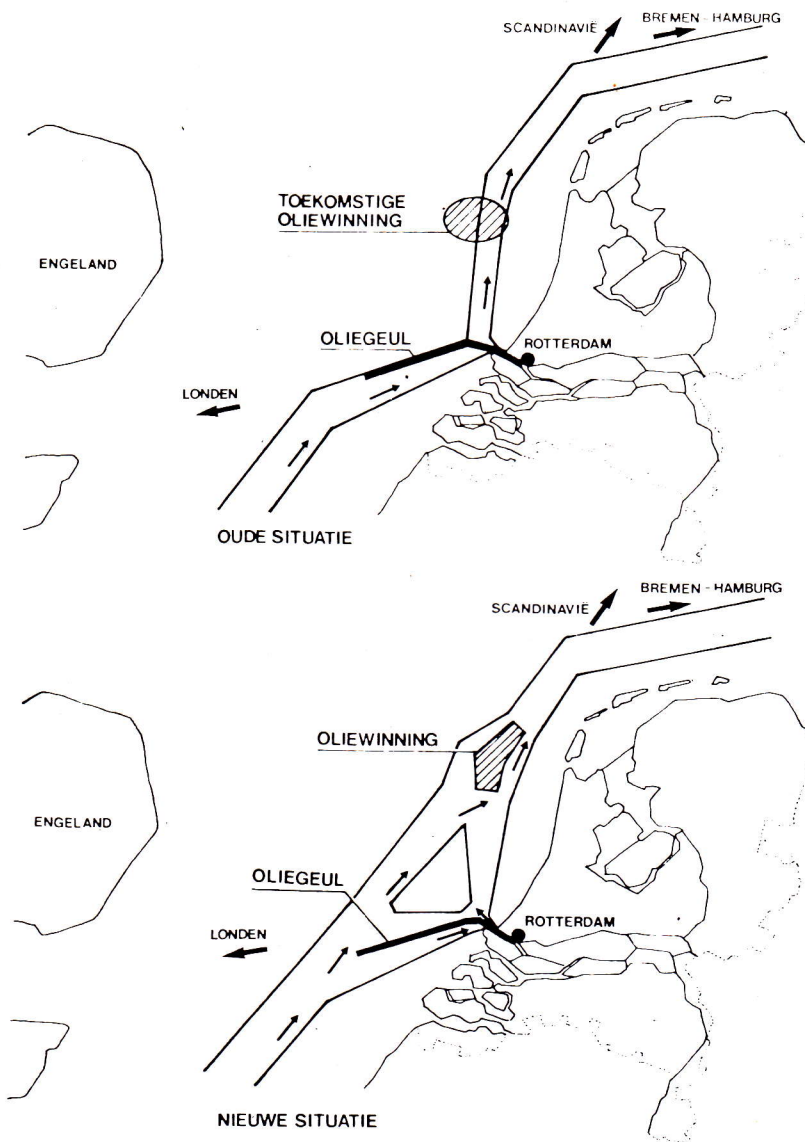 SCANDINAVIË
BREMEN-HAMBURG
TOEKOMSTIGE
OLIEWINNING
ENGELAND
OLIEGEUL
ROTTERDAM
LONDEN
OUDE SITUATIE
SCANDINAVIË
BREMEN-HAMBURG
OLIEWINNING
ENGELAND
OLIEGEUL
ROTTERDAM
LONDEN
NIEUWE SITUATIE